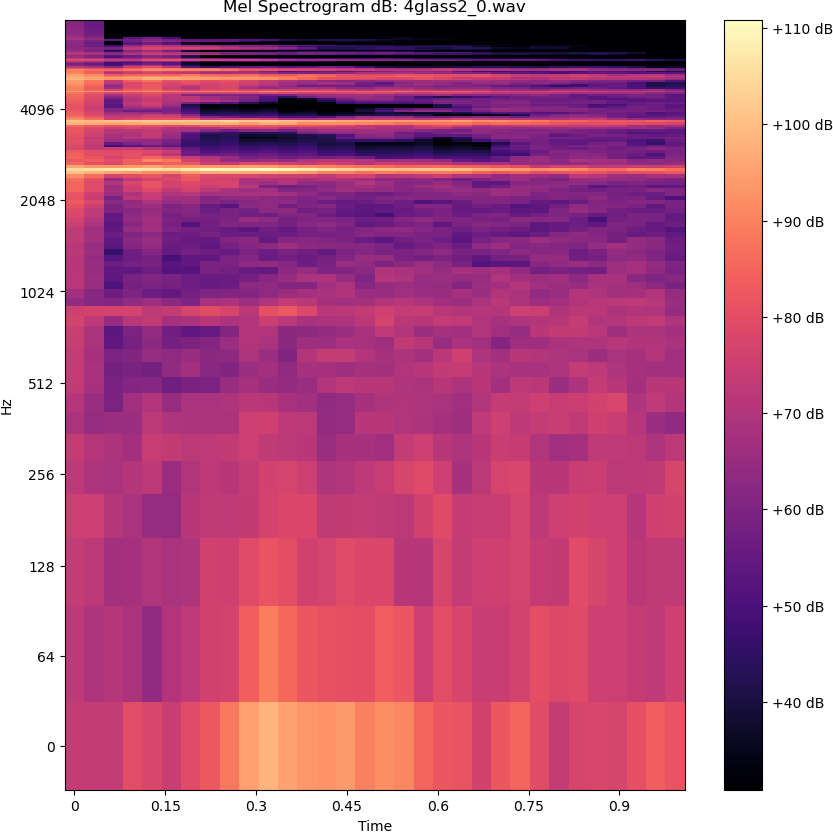 Mel Spectrogram dB: 4glass2_0.wav
+110 dB
4096
+100 dB
+90 dB
2048
1024
+80 dB
512
Hz
+70 dB
256
+60 dB
128
+50 dB
64
+40 dB
0
0 0.15 0.3 0.45 0.6 0.75 0.9
Time